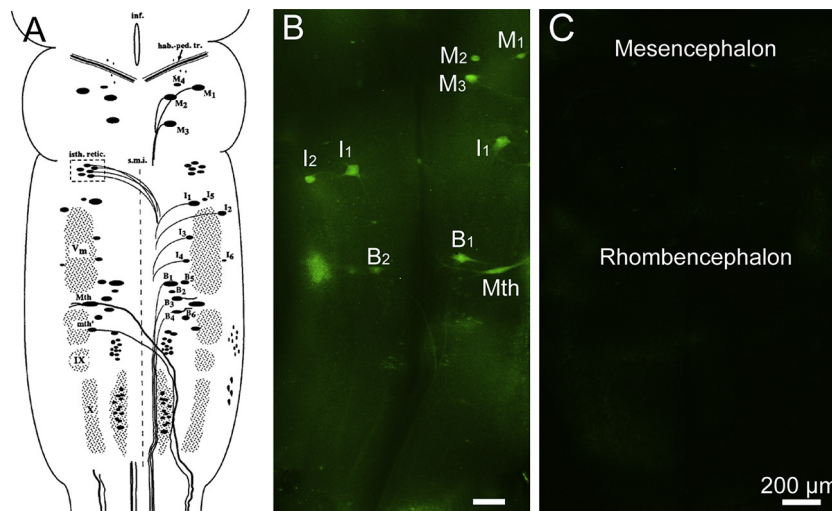 A
inf.
hab.-ped. tr.
M4
M1
M2
M3
isth. retic.
s.m.i.
I1
I5
I2
I3
Vm
I4
I6
B1
B5
B2
Mth
B3
B4
B6
mth'
IX
X
B
M2
M1
M3
I2
I1
I1
B2
B1
Mth
C
Mesencephalon
Rhombencephalon
200 µm